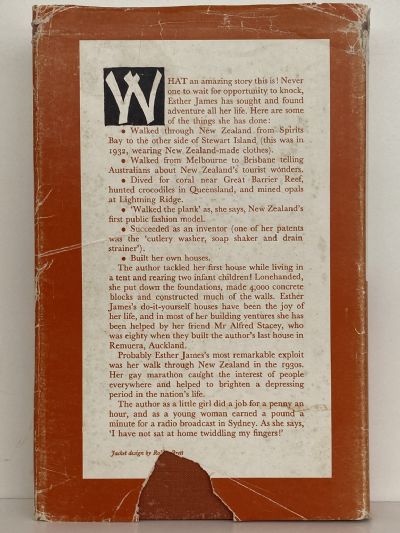 WHAT an amazing story this is! Never
one to wait for opportunity to knock,
Esther James has sought and found
adventure all her life. Here are some
of the things she has done:
• Walked through New Zealand from Spirits
Bay to the other side of Stewart Island (this was in
1932, wearing New Zealand-made clothes).
• Walked from Melbourne to Brisbane telling
Australians about New Zealand's tourist wonders.
• Dived for coral near Great Barrier Reef,
hunted crocodiles in Queensland, and mined opals
at Lightning Ridge.
• 'Walked the plank' as, she says, New Zealand's
first public fashion model.
• Succeeded as an inventor (one of her patents
was the 'cutlery washer, soap shaker and drain
strainer').
• Built her own houses.
The author tackled her first house while living in
a tent and rearing two infant children! Lonehanded,
she put down the foundations, made 4,000 concrete
blocks and constructed much of the walls. Esther
James's do-it-yourself houses have been the joy of
her life, and in most of her building ventures she has
been helped by her friend Mr Alfred Stacey, who
was eighty when they built the author's last house in
Remuera, Auckland.
Probably Esther James's most remarkable exploit
was her walk through New Zealand in the 1930s.
Her gay marathon caught the interest of people
everywhere and helped to brighten a depressing
period in the nation's life.
The author as a little girl did a job for a penny an
hour, and as a young woman earned a pound a
minute for a radio broadcast in Sydney. As she says,
'I have not sat at home twiddling my fingers!'
Jacket design by